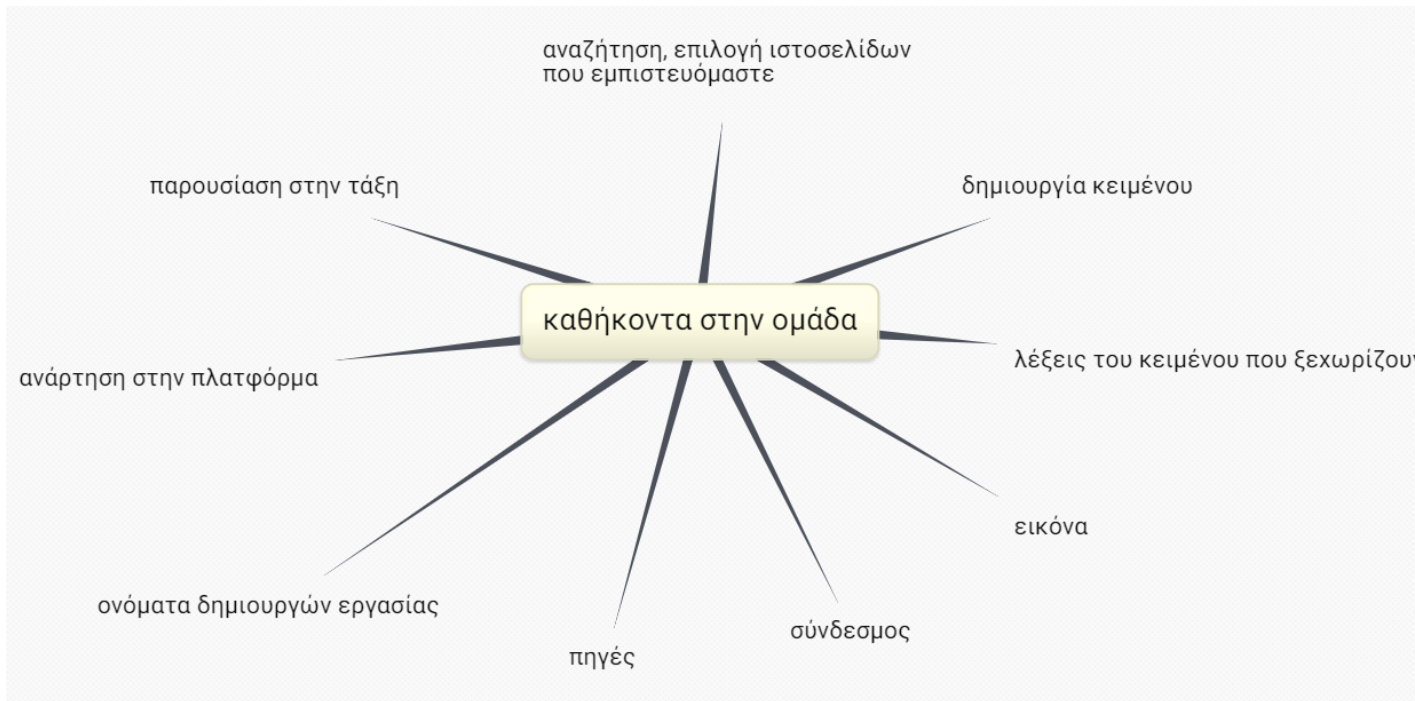 αναζήτηση, επιλογή ιστοσελίδων
που εμπιστευόμαστε
παρουσίαση στην τάξη
δημιουργία κειμένου
καθήκοντα στην ομάδα
λέξεις του κειμένου που ξεχωρίζουν
ανάρτηση στην πλατφόρμα
εικόνα
ονόματα δημιουργών εργασίας
σύνδεσμος
πηγές